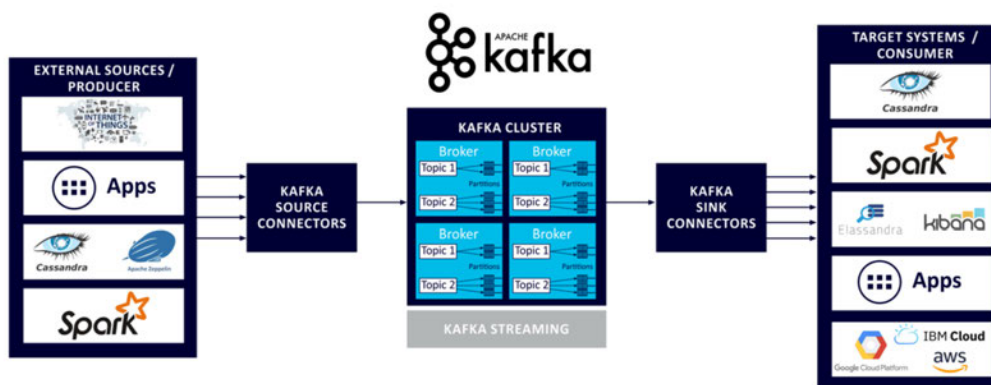 APACHE
kafka
EXTERNAL SOURCES /
PRODUCER
INTERNET
OF THINGS
Apps
Cassandra
Apache Zeppelin
Spark
KAFKA
SOURCE
CONNECTORS
KAFKA CLUSTER
Broker
Topic 1
Partitions
Topic 2
Broker
Topic 1
Partitions
Topic 2
Broker
Topic 1
Partitions
Topic 2
Broker
Topic 1
Partitions
Topic 2
KAFKA STREAMING
KAFKA
SINK
CONNECTORS
TARGET SYSTEMS /
CONSUMER
Cassandra
Spark
Elassandra
kibana
Apps
Google Cloud Platform
IBM Cloud
aws